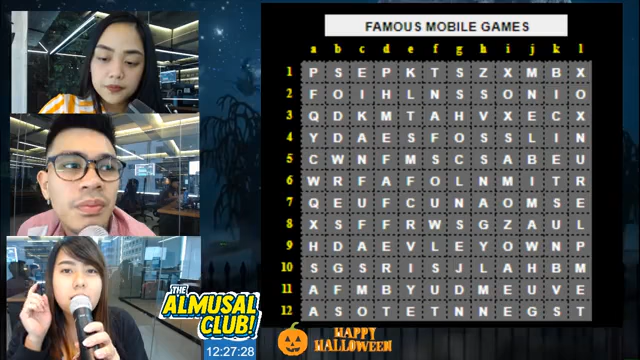 FAMOUS MOBILE GAMES
a b c d e f g h i j k l
1 P S E P K T S Z X M B X
2 F O I H L N S S O N I O
3 Q D K M T A H V X E C X
4 Y D A E S F O S S L I N
5 C W N F M S C S A B E U
6 W R F A F O L N M I T R
7 Q E U F C U N A O M S E
8 X S F F R W S G Z A U L
9 H D A E V L E Y O W N P
10 S G S R I S J L A H B M
11 A F M B Y U D M E U V E
12 A S O T E T N N E G S T
THE
ALMUSAL
CLUB!
12:27:28
HAPPY
HALLOWEEN